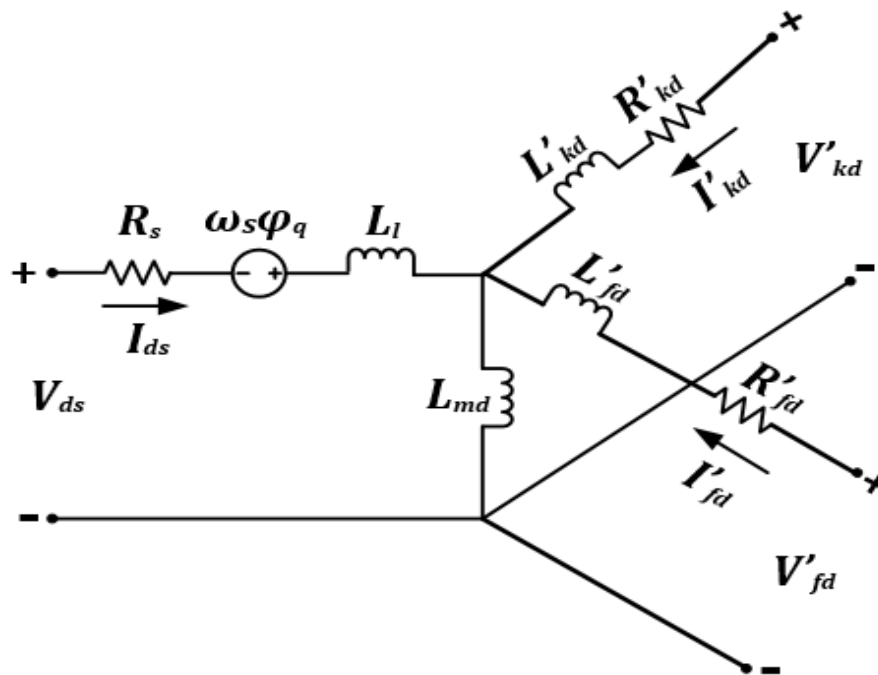 +
R'kd
L'kd
I'kd
V'kd
Rs
ωsφq
Ll
+
- +
L'fd
-
Ids
Vds
Lmd
R'fd
I'fd
+
-
V'fd
-